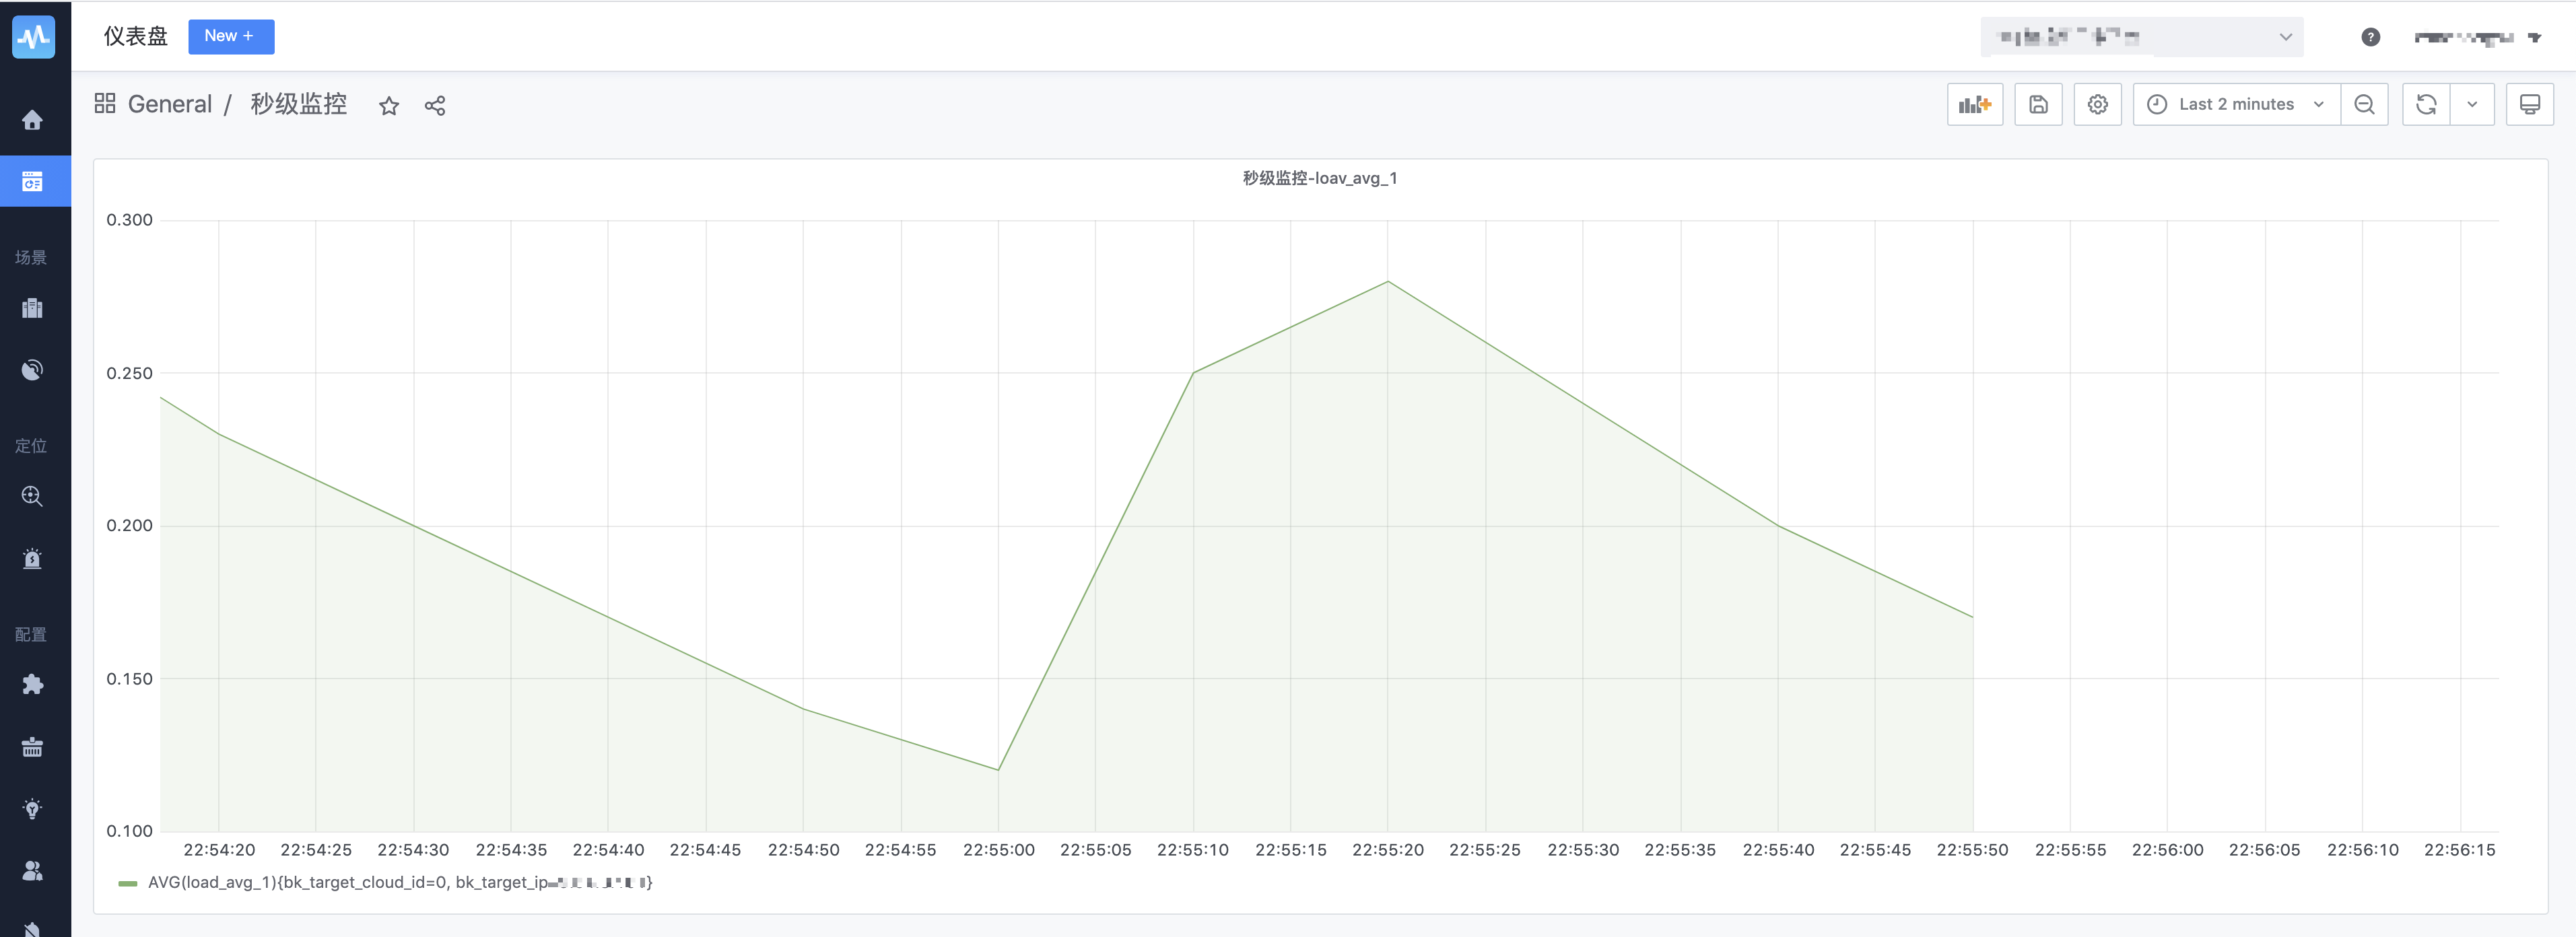 仪表盘 New +
General / 秒级监控
Last 2 minutes
场景
定位
配置
秒级监控-loav_avg_1
0.300
0.250
0.200
0.150
0.100
22:54:20 22:54:25 22:54:30 22:54:35 22:54:40 22:54:45 22:54:50 22:54:55 22:55:00 22:55:05 22:55:10 22:55:15 22:55:20 22:55:25 22:55:30 22:55:35 22:55:40 22:55:45 22:55:50 22:55:55 22:56:00 22:56:05 22:56:10 22:56:15
AVG(load_avg_1){bk_target_cloud_id=0, bk_target_ip }